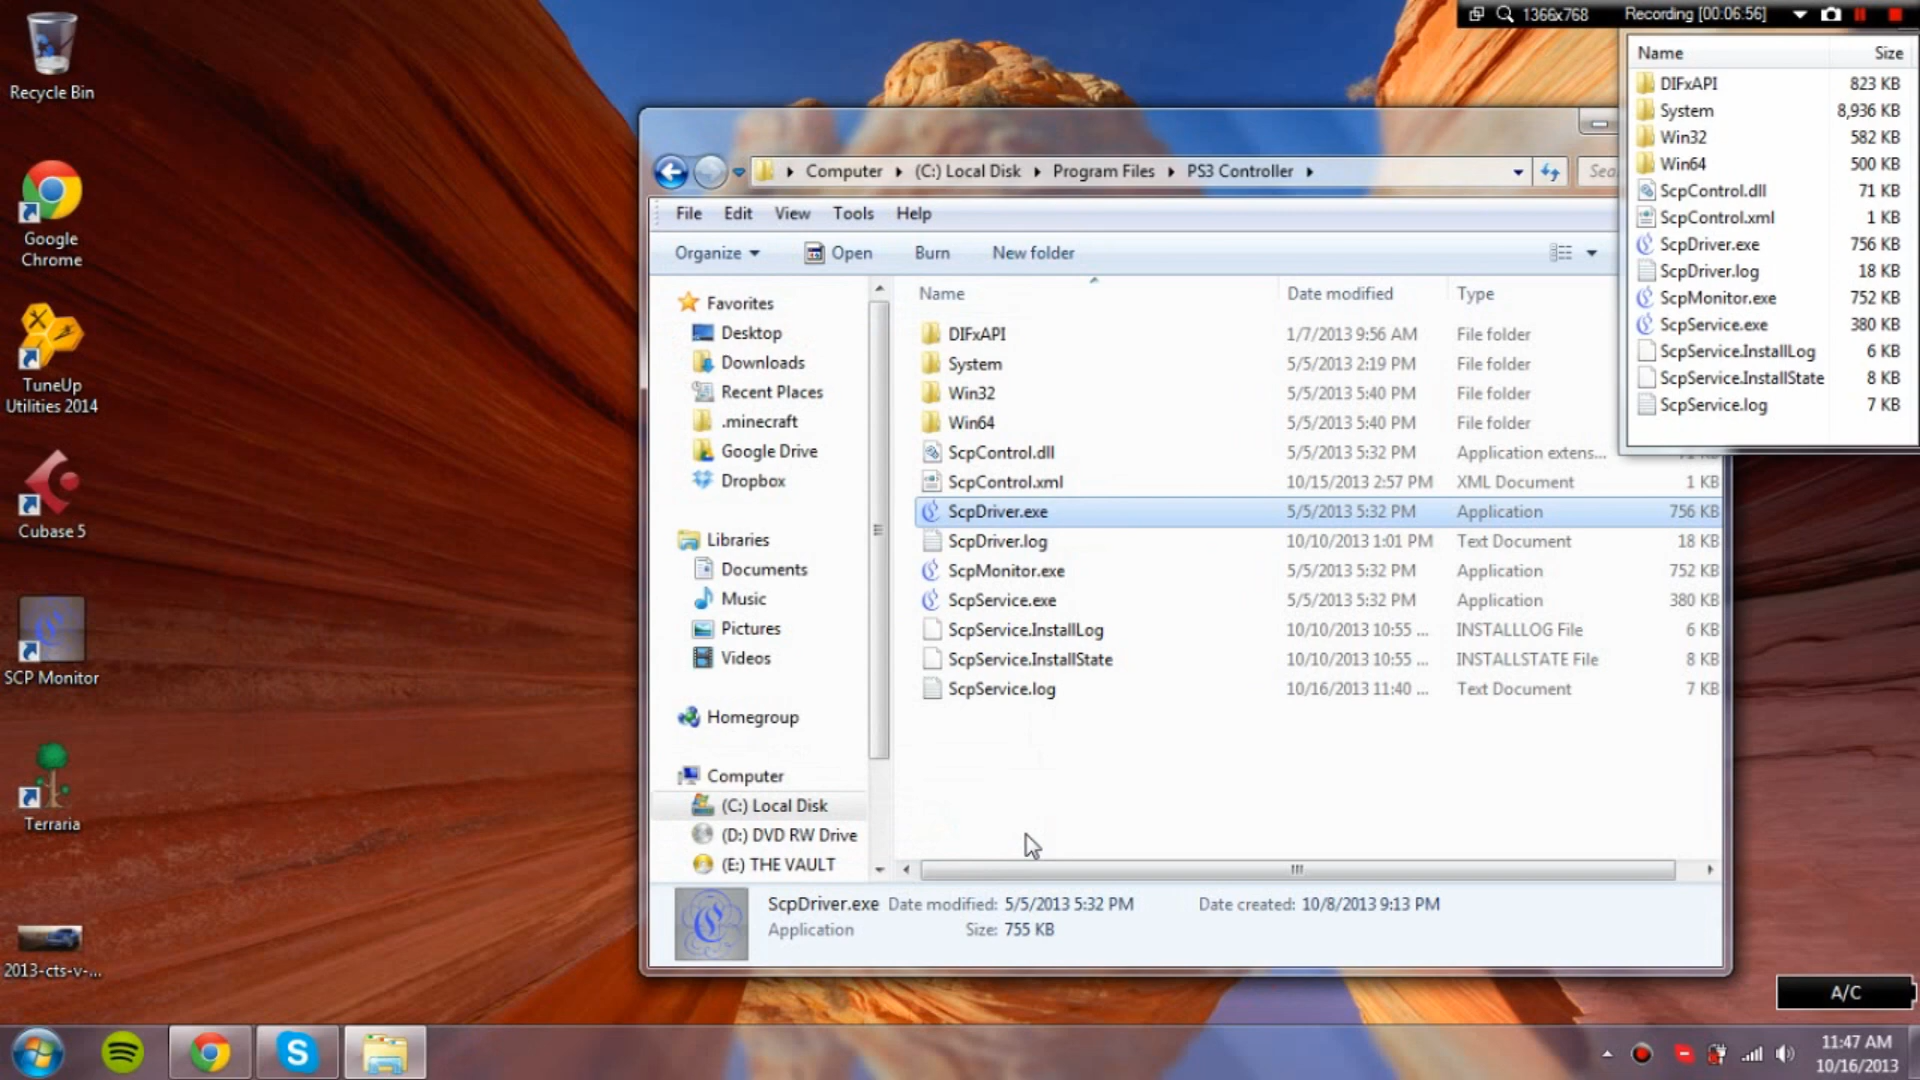 1366x768 Recording [00:06:56]
Recycle Bin
Google
Chrome
TuneUp
Utilities 2014
Cubase 5
SCP Monitor
Terraria
2013-cts-v-...
Name Size
DIFxAPI 823 KB
System 8,936 KB
Win32 582 KB
Win64 500 KB
ScpControl.dll 71 KB
ScpControl.xml 1 KB
ScpDriver.exe 756 KB
ScpDriver.log 18 KB
ScpMonitor.exe 752 KB
ScpService.exe 380 KB
ScpService.InstallLog 6 KB
ScpService.InstallState 8 KB
ScpService.log 7 KB
Computer (C:) Local Disk Program Files PS3 Controller
File Edit View Tools Help
Organize Open Burn New folder
Favorites
Desktop
Downloads
Recent Places
.minecraft
Google Drive
Dropbox
Libraries
Documents
Music
Pictures
Videos
Homegroup
Computer
(C:) Local Disk
(D:) DVD RW Drive
(E:) THE VAULT
Name Date modified Type
DIFxAPI 1/7/2013 9:56 AM File folder
System 5/5/2013 2:19 PM File folder
Win32 5/5/2013 5:40 PM File folder
Win64 5/5/2013 5:40 PM File folder
ScpControl.dll 5/5/2013 5:32 PM Application extens...
ScpControl.xml 10/15/2013 2:57 PM XML Document 1 KB
ScpDriver.exe 5/5/2013 5:32 PM Application 756 KB
ScpDriver.log 10/10/2013 1:01 PM Text Document 18 KB
ScpMonitor.exe 5/5/2013 5:32 PM Application 752 KB
ScpService.exe 5/5/2013 5:32 PM Application 380 KB
ScpService.InstallLog 10/10/2013 10:55 ... INSTALLLOG File 6 KB
ScpService.InstallState 10/10/2013 10:55 ... INSTALLSTATE File 8 KB
ScpService.log 10/16/2013 11:40 ... Text Document 7 KB
ScpDriver.exe Date modified: 5/5/2013 5:32 PM Date created: 10/8/2013 9:13 PM
Application Size: 755 KB
A/C
11:47 AM
10/16/2013